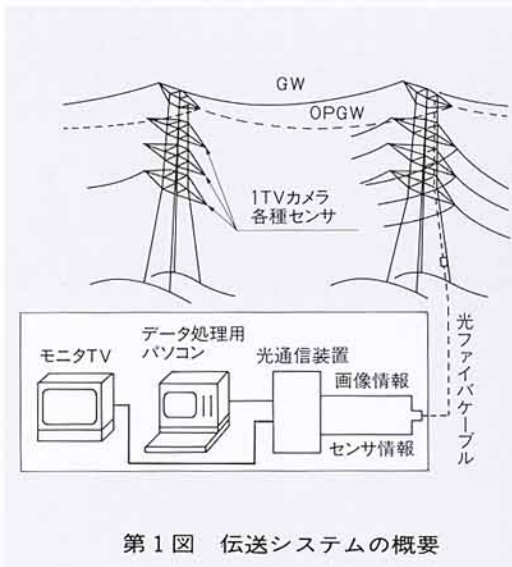 GW
OPGW
1TVカメラ
各種センサ
モニタTV
データ処理用
パソコン
光通信装置
画像情報
センサ情報
光ファイバケーブル
第1図 伝送システムの概要